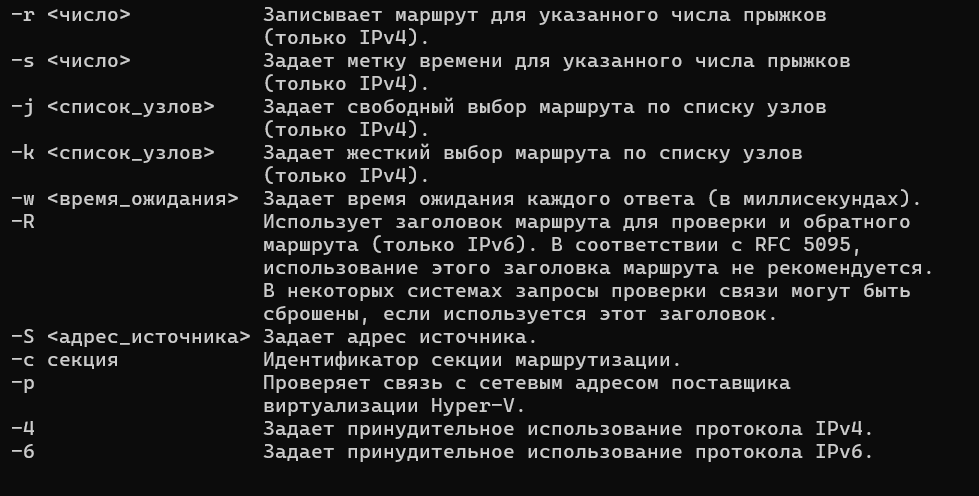 -r <число>           Записывает маршрут для указанного числа прыжков
                     (только IPv4).
-s <число>           Задает метку времени для указанного числа прыжков
                     (только IPv4).
-j <список_узлов>    Задает свободный выбор маршрута по списку узлов
                     (только IPv4).
-k <список_узлов>    Задает жесткий выбор маршрута по списку узлов
                     (только IPv4).
-w <время_ожидания>  Задает время ожидания каждого ответа (в миллисекундах).
-R                   Использует заголовок маршрута для проверки и обратного
                     маршрута (только IPv6). В соответствии с RFC 5095,
                     использование этого заголовка маршрута не рекомендуется.
                     В некоторых системах запросы проверки связи могут быть
                     сброшены, если используется этот заголовок.
-S <адрес_источника> Задает адрес источника.
-c секция            Идентификатор секции маршрутизации.
-p                   Проверяет связь с сетевым адресом поставщика
                     виртуализации Hyper-V.
-4                   Задает принудительное использование протокола IPv4.
-6                   Задает принудительное использование протокола IPv6.